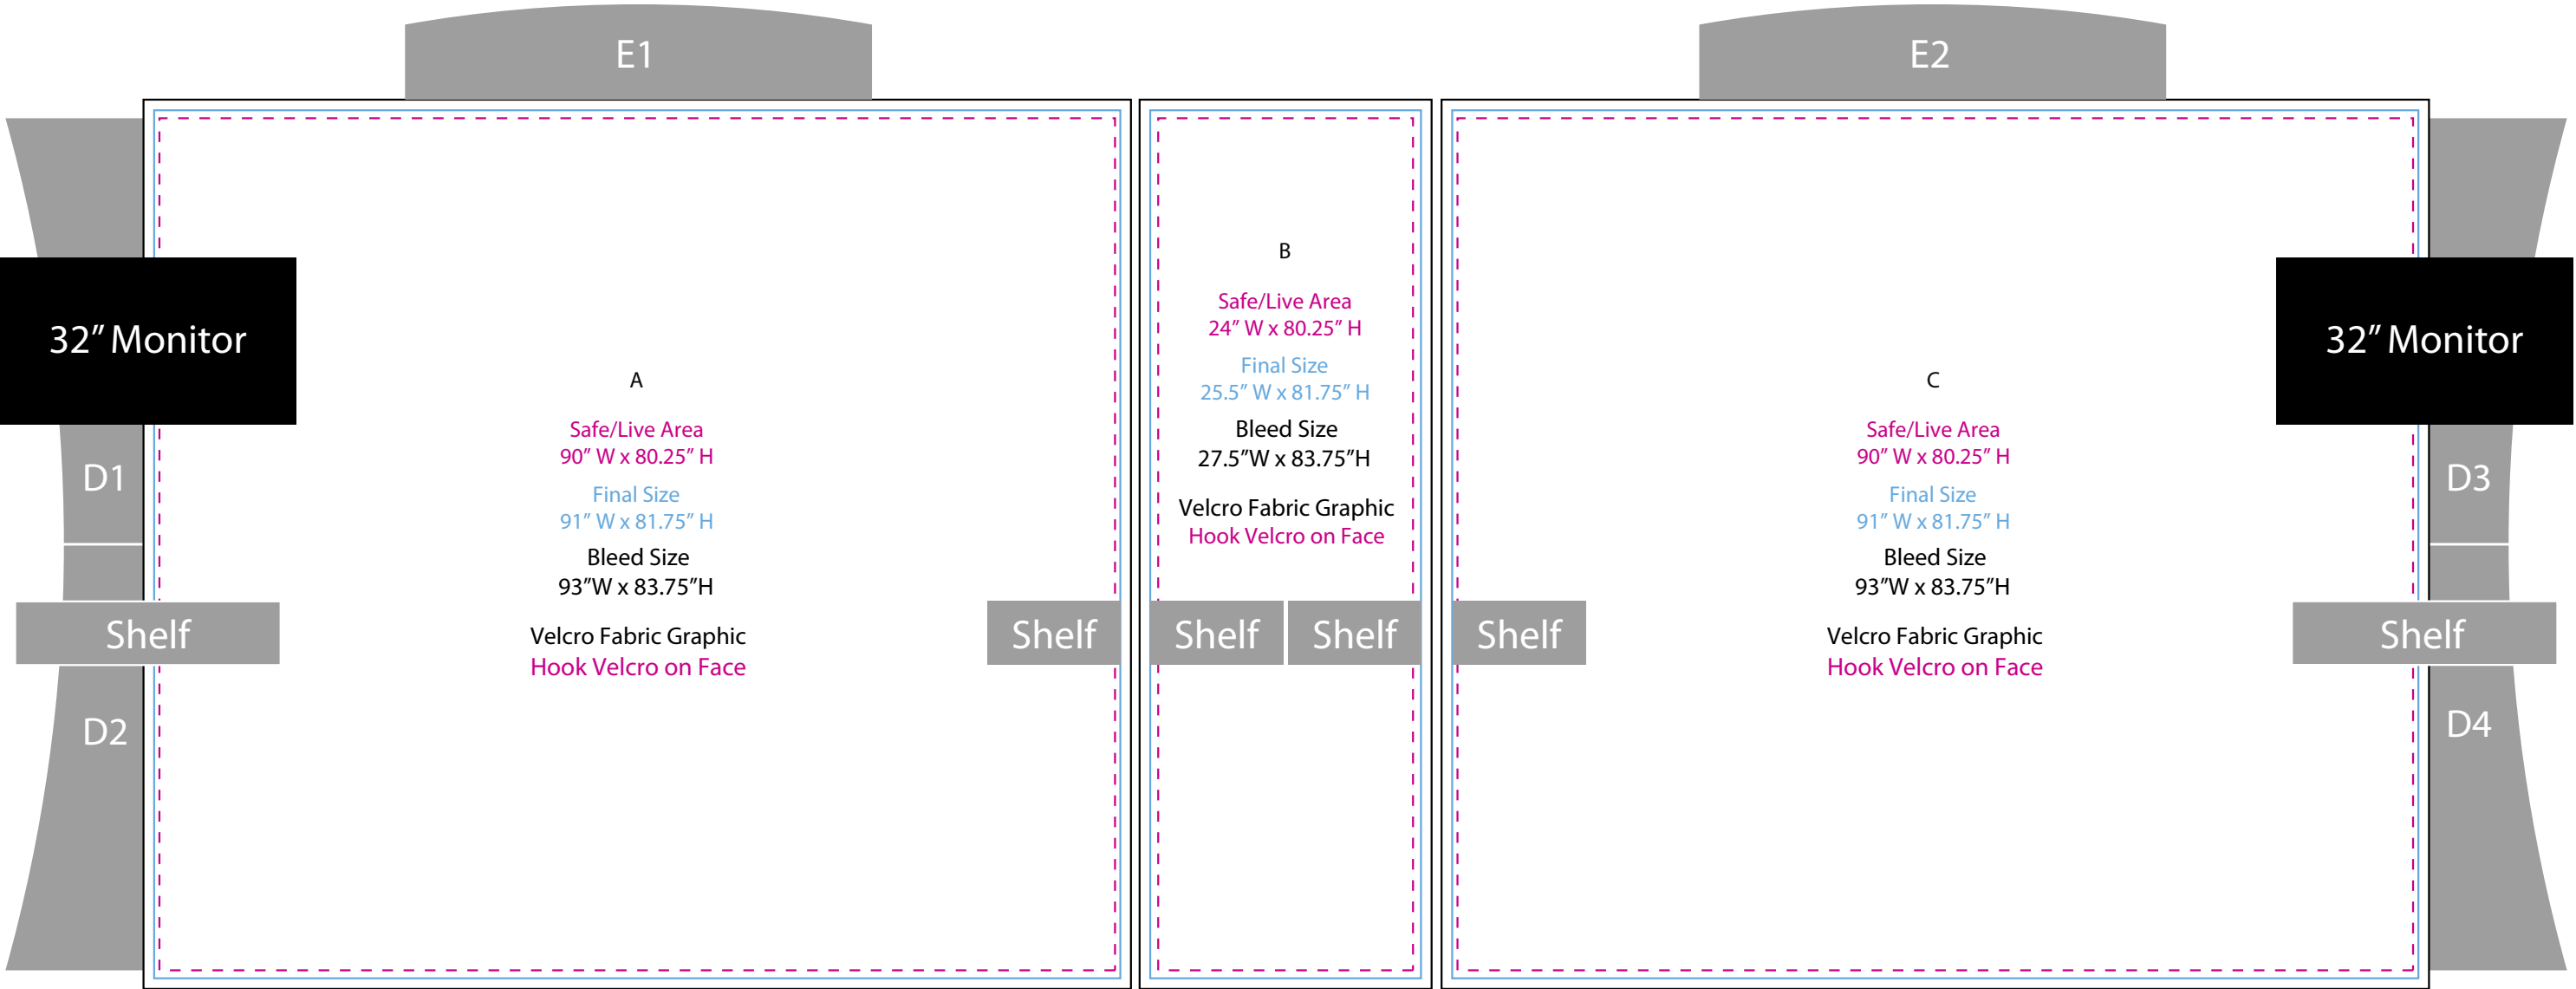 E1
E2
32″ Monitor
D1
Shelf
D2
A
Safe/Live Area
90″ W x 80.25″ H
Final Size
91″ W x 81.75″ H
Bleed Size
93″W x 83.75″H
Velcro Fabric Graphic
Hook Velcro on Face
Shelf
B
Safe/Live Area
24″ W x 80.25″ H
Final Size
25.5″ W x 81.75″ H
Bleed Size
27.5″W x 83.75″H
Velcro Fabric Graphic
Hook Velcro on Face
Shelf
Shelf
C
Safe/Live Area
90″ W x 80.25″ H
Final Size
91″ W x 81.75″ H
Bleed Size
93″W x 83.75″H
Velcro Fabric Graphic
Hook Velcro on Face
Shelf
32″ Monitor
D3
Shelf
D4